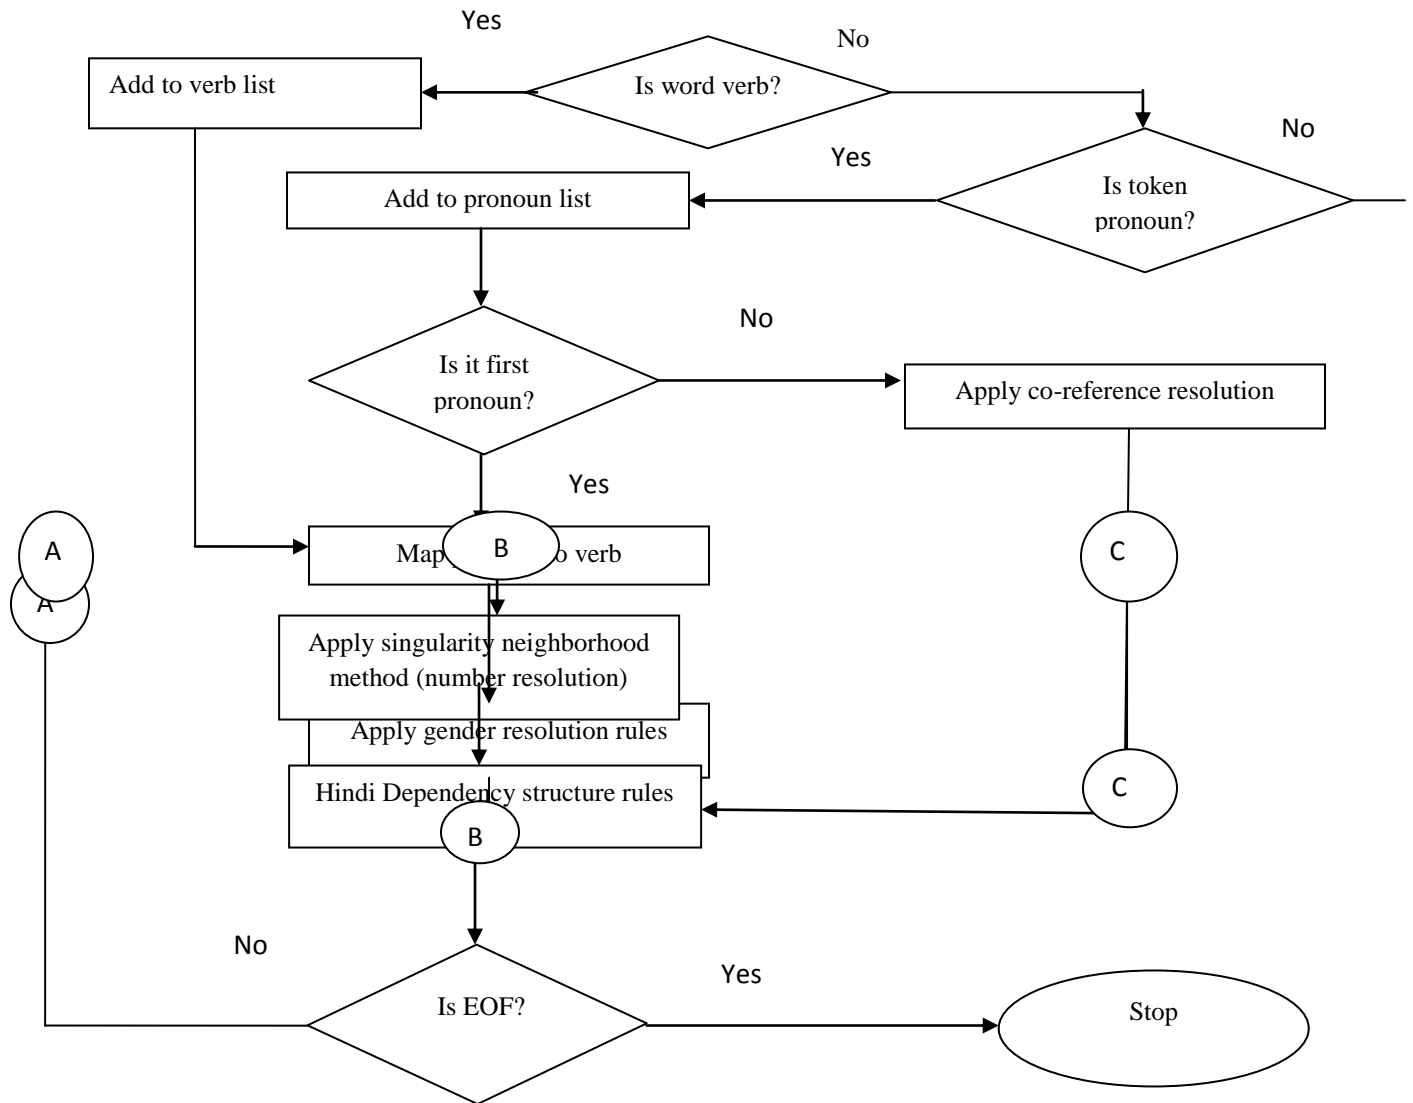 Yes
No
Add to verb list
Is word verb?
No
Yes
Is token
pronoun?
Add to pronoun list
No
Is it first
pronoun?
Apply co-reference resolution
Yes
A
B
Map
verb
C
A
Apply singularity neighborhood
method (number resolution)
Apply gender resolution rules
Hindi Dependency structure rules
C
B
No
Yes
Is EOF?
Stop